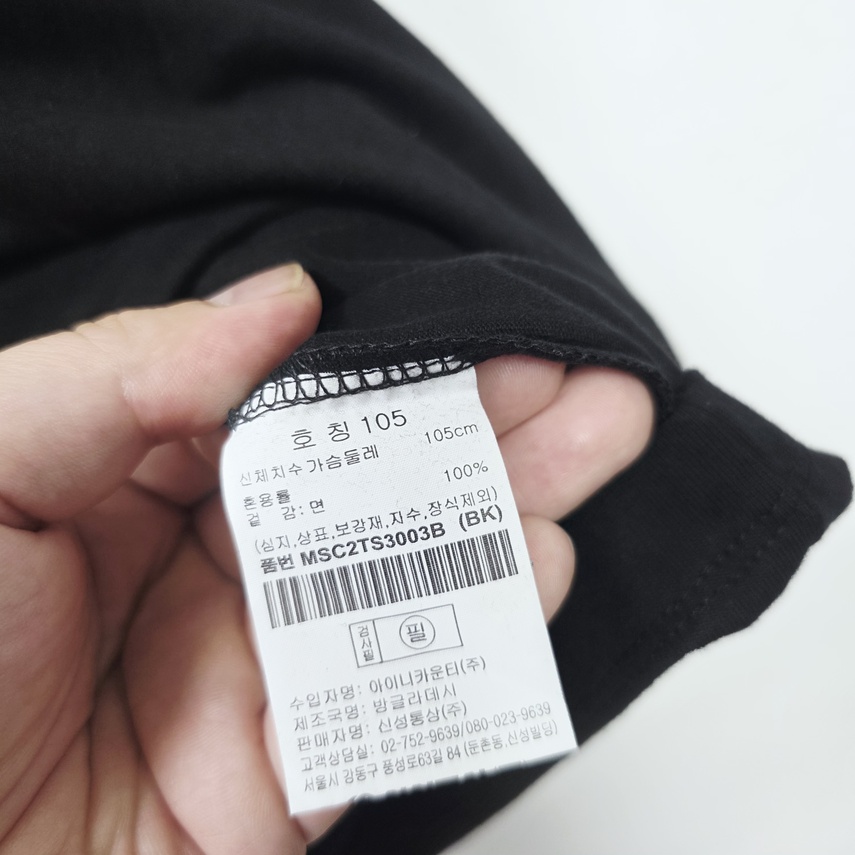 호 칭 105
신체치수가슴둘레 105cm
혼용률 100%
겉 감: 면
(심지,상표,보강재,자수,장식제외)
품번 MSC2TS3003B (BK)
검사필 필
수입자명: 아이니카운티(주)
제조국명: 방글라데시
판매자명: 신성통상(주)
고객상담실: 02-752-9639/080-023-9639
서울시 강동구 풍성로63길 84 (둔촌동,신성빌딩)